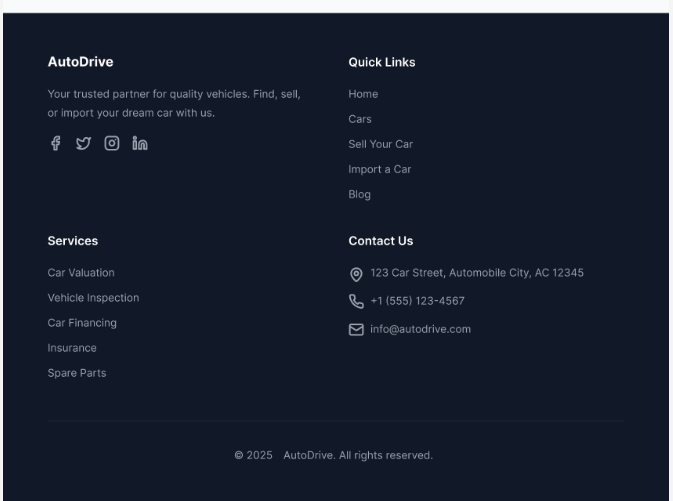 AutoDrive
Your trusted partner for quality vehicles. Find, sell,
or import your dream car with us.
Quick Links
Home
Cars
Sell Your Car
Import a Car
Blog
Services
Car Valuation
Vehicle Inspection
Car Financing
Insurance
Spare Parts
Contact Us
123 Car Street, Automobile City, AC 12345
+1 (555) 123-4567
info@autodrive.com
© 2025 AutoDrive. All rights reserved.